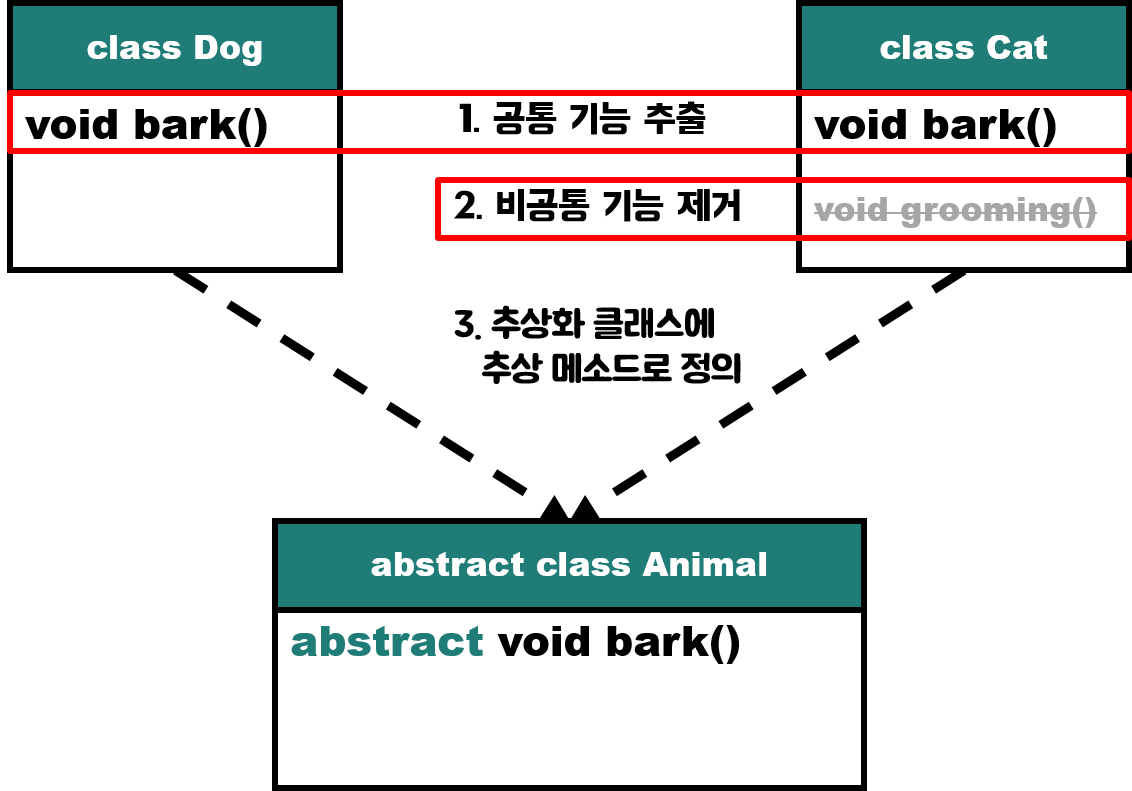 class Dog
class Cat
void bark()
1. 공통 기능 추출
void bark()
2. 비공통 기능 제거
void grooming()
3. 추상화 클래스에
추상 메소드로 정의
abstract class Animal
abstract void bark()